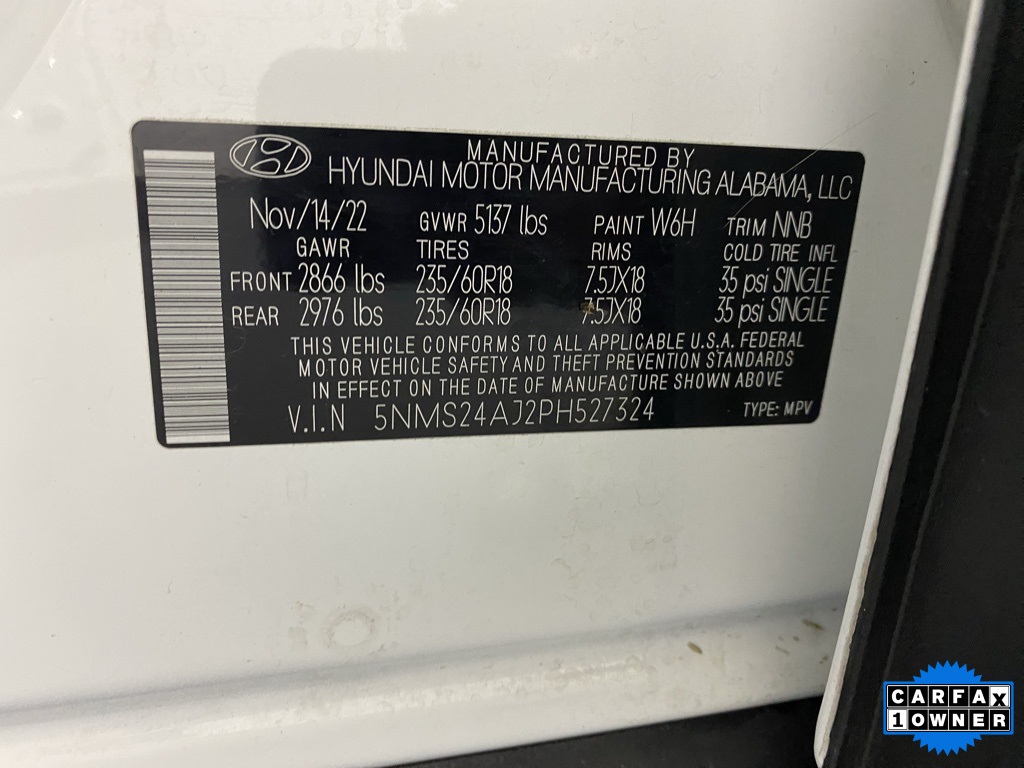 MANUFACTURED BY
HYUNDAI MOTOR MANUFACTURING ALABAMA, LLC
Nov/14/22 GVWR 5137 lbs PAINT W6H TRIM NNB
GAWR TIRES RIMS COLD TIRE INFL
FRONT 2866 lbs 235/60R18 7.5JX18 35 psi SINGLE
REAR 2976 lbs 235/60R18 7.5JX18 35 psi SINGLE
THIS VEHICLE CONFORMS TO ALL APPLICABLE U.S.A. FEDERAL
MOTOR VEHICLE SAFETY AND THEFT PREVENTION STANDARDS
IN EFFECT ON THE DATE OF MANUFACTURE SHOWN ABOVE
V.I.N 5NMS24AJ2PH527324 TYPE: MPV
CARFAX
1 OWNER